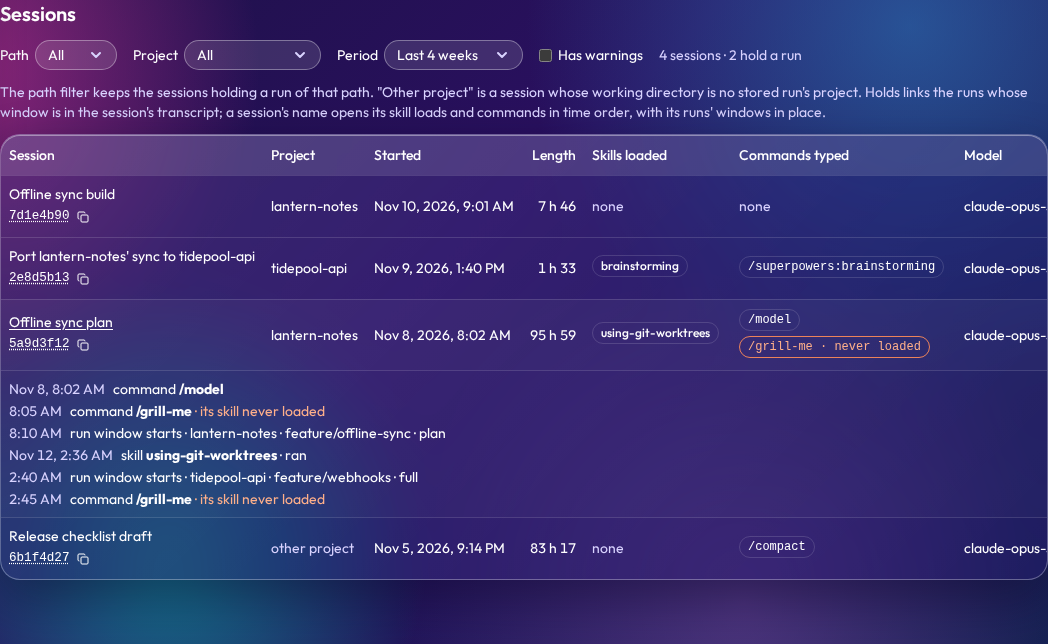 Sessions
Path All Project All Period Last 4 weeks Has warnings 4 sessions · 2 hold a run
The path filter keeps the sessions holding a run of that path. "Other project" is a session whose working directory is no stored run's project. Holds links the runs whose
window is in the session's transcript; a session's name opens its skill loads and commands in time order, with its runs' windows in place.
Session Project Started Length Skills loaded Commands typed Model
Offline sync build
7d1e4b90 lantern-notes Nov 10, 2026, 9:01 AM 7 h 46 none none claude-opus-
Port lantern-notes' sync to tidepool-api
2e8d5b13 tidepool-api Nov 9, 2026, 1:40 PM 1 h 33 brainstorming /superpowers:brainstorming claude-opus-
Offline sync plan
5a9d3f12 lantern-notes Nov 8, 2026, 8:02 AM 95 h 59 using-git-worktrees /model claude-opus-
/grill-me · never loaded
Nov 8, 8:02 AM command /model
8:05 AM command /grill-me · its skill never loaded
8:10 AM run window starts · lantern-notes · feature/offline-sync · plan
Nov 12, 2:36 AM skill using-git-worktrees · ran
2:40 AM run window starts · tidepool-api · feature/webhooks · full
2:45 AM command /grill-me · its skill never loaded
Release checklist draft
6b1f4d27 other project Nov 5, 2026, 9:14 PM 83 h 17 none /compact claude-opus-